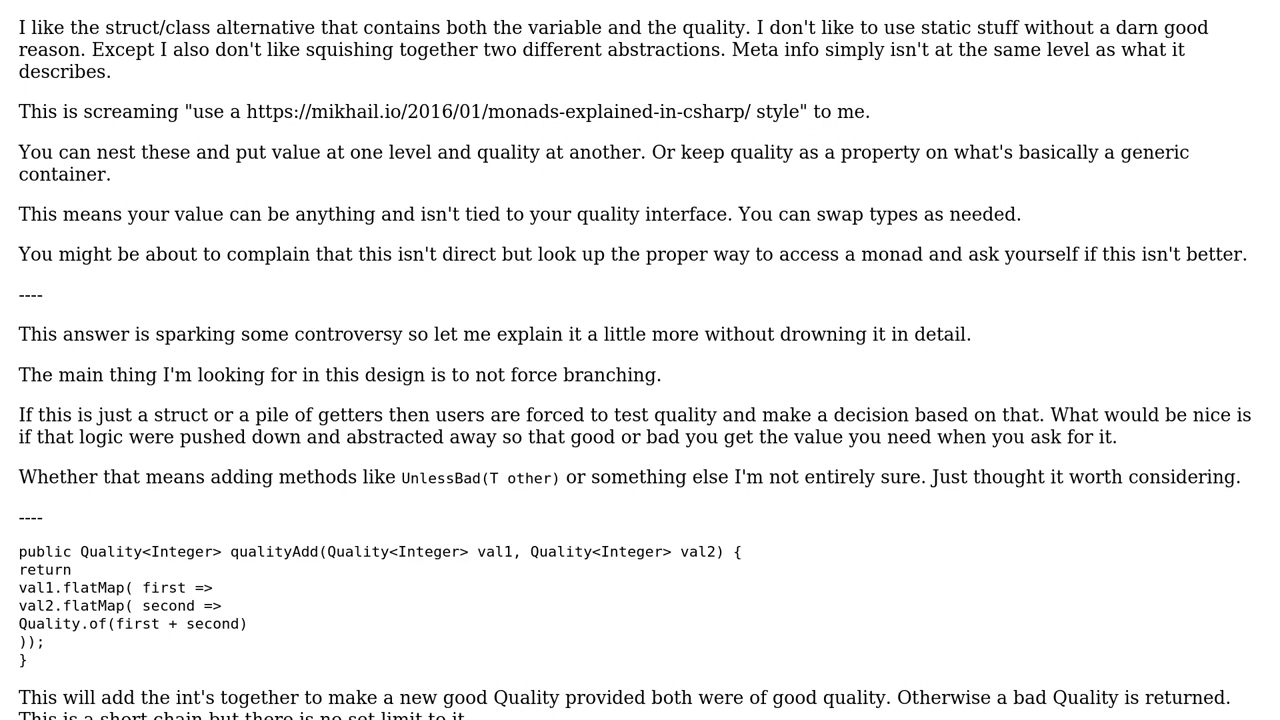 I like the struct/class alternative that contains both the variable and the quality. I don't like to use static stuff without a darn good
reason. Except I also don't like squishing together two different abstractions. Meta info simply isn't at the same level as what it
describes.
This is screaming "use a https://mikhail.io/2016/01/monads-explained-in-csharp/ style" to me.
You can nest these and put value at one level and quality at another. Or keep quality as a property on what's basically a generic
container.
This means your value can be anything and isn't tied to your quality interface. You can swap types as needed.
You might be about to complain that this isn't direct but look up the proper way to access a monad and ask yourself if this isn't better.
----
This answer is sparking some controversy so let me explain it a little more without drowning it in detail.
The main thing I'm looking for in this design is to not force branching.
If this is just a struct or a pile of getters then users are forced to test quality and make a decision based on that. What would be nice is
if that logic were pushed down and abstracted away so that good or bad you get the value you need when you ask for it.
Whether that means adding methods like UnlessBad(T other) or something else I'm not entirely sure. Just thought it worth considering.
----
public Quality<Integer> qualityAdd(Quality<Integer> val1, Quality<Integer> val2) {
return
val1.flatMap( first =>
val2.flatMap( second =>
Quality.of(first + second)
));
}
This will add the int's together to make a new good Quality provided both were of good quality. Otherwise a bad Quality is returned.
This is a short chain but there is no set limit to it.